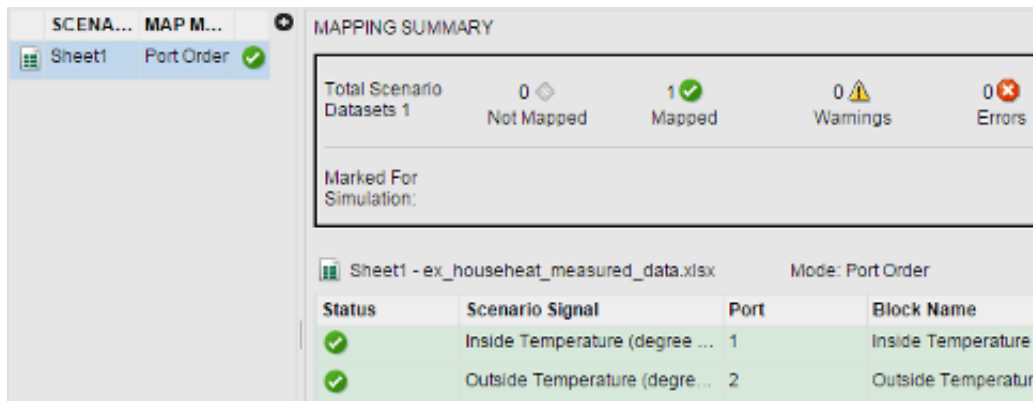 SCENA... MAP M...
Sheet1 Port Order
MAPPING SUMMARY
Total Scenario
Datasets 1
0
Not Mapped
1
Mapped
0
Warnings
0
Errors
Marked For
Simulation:
Sheet1 - ex_househeat_measured_data.xlsx Mode: Port Order
Status Scenario Signal Port Block Name
Inside Temperature (degree ... 1 Inside Temperature
Outside Temperature (degre... 2 Outside Temperatur